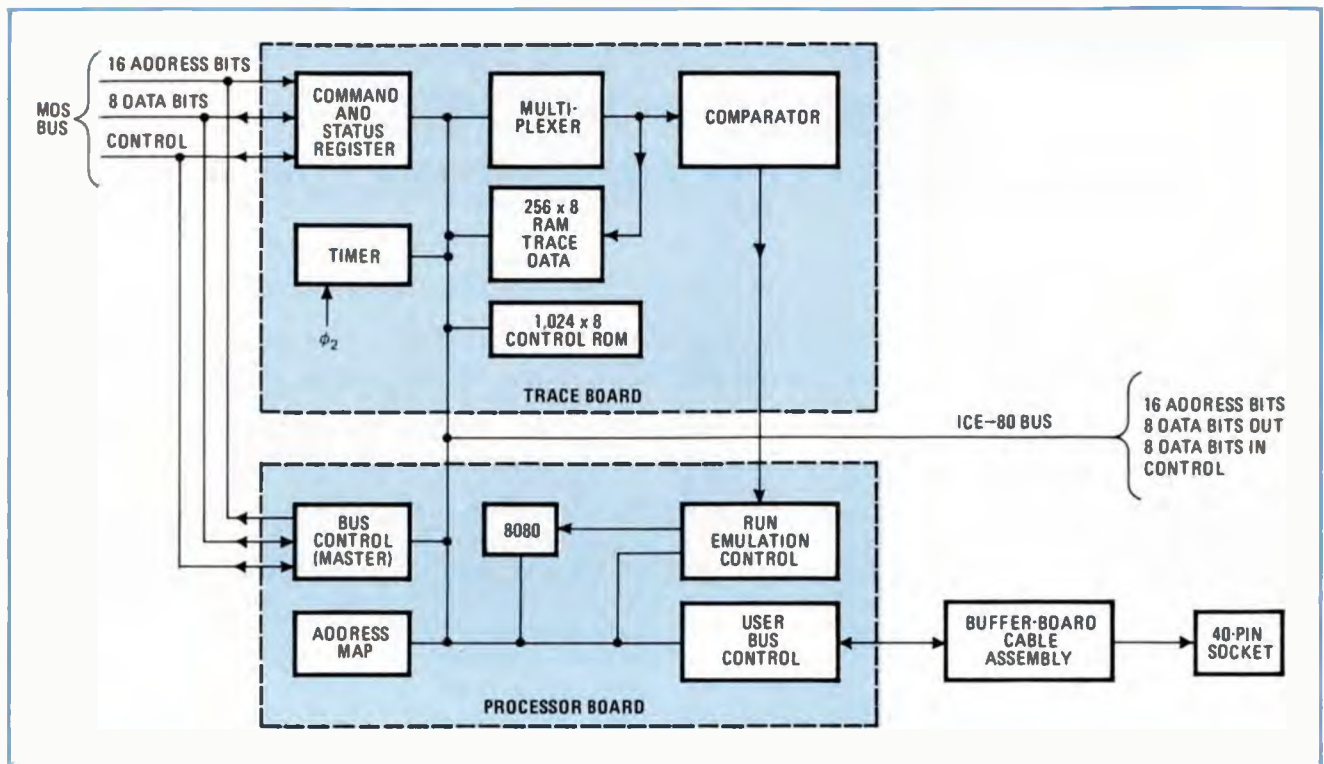 MDS
BUS
16 ADDRESS BITS
8 DATA BITS
CONTROL
COMMAND
AND
STATUS
REGISTER
MULTI-
PLEXER
COMPARATOR
256 x 8
RAM
TRACE
DATA
TIMER
ϕ2
1,024 x 8
CONTROL ROM
TRACE BOARD
ICE–80 BUS
16 ADDRESS BITS
8 DATA BITS OUT
8 DATA BITS IN
CONTROL
BUS
CONTROL
(MASTER)
8080
RUN
EMULATION
CONTROL
ADDRESS
MAP
USER
BUS
CONTROL
BUFFER-BOARD
CABLE
ASSEMBLY
40-PIN
SOCKET
PROCESSOR BOARD